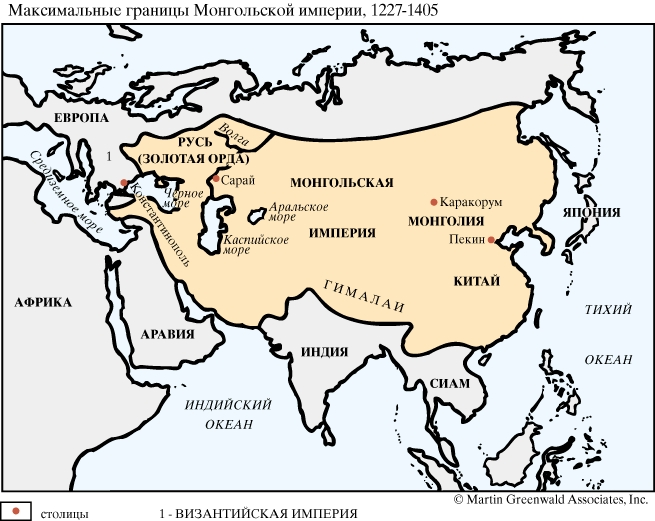 Максимальные границы Монгольской империи, 1227-1405
ЕВРОПА
Волга
РУСЬ
(ЗОЛОТАЯ ОРДА)
1
Средиземное море
Константинополь
Черное
море
Сарай
МОНГОЛЬСКАЯ
ИМПЕРИЯ
Аральское
море
Каспийское
море
Каракорум
МОНГОЛИЯ
Пекин
ЯПОНИЯ
КИТАЙ
ГИМАЛАИ
АФРИКА
АРАВИЯ
ИНДИЯ
СИАМ
ТИХИЙ
ОКЕАН
ИНДИЙСКИЙ
ОКЕАН
© Martin Greenwald Associates, Inc.
столицы
1 - ВИЗАНТИЙСКАЯ ИМПЕРИЯ